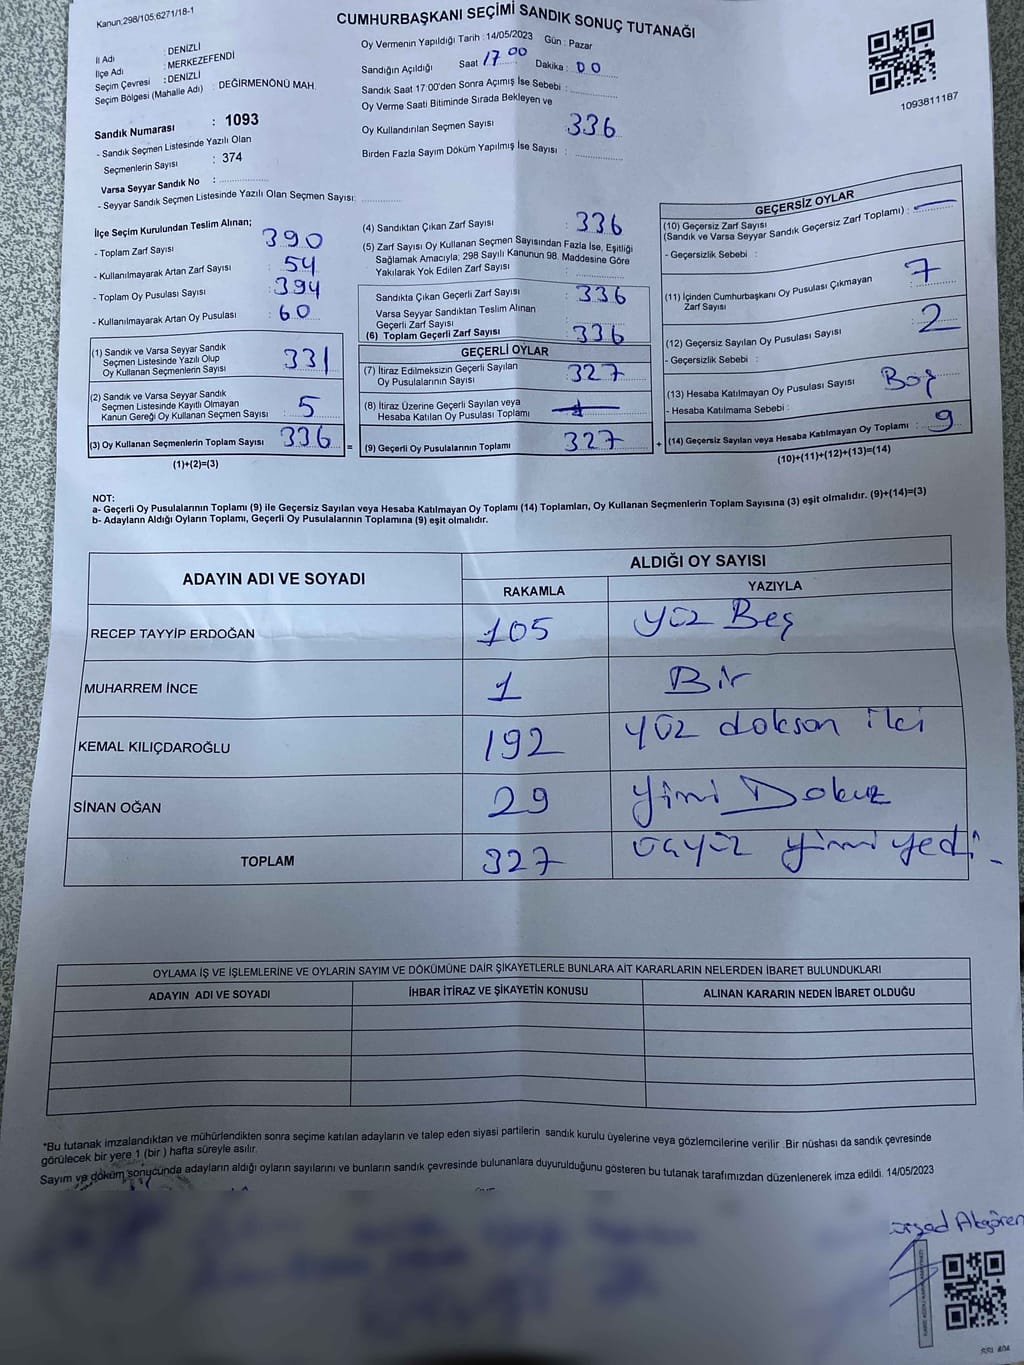 Kanun,298/105,6271/18-1
CUMHURBAŞKANI SEÇİMİ SANDIK SONUÇ TUTANAĞI
İl Adı : DENİZLİ
İlçe Adı : MERKEZEFENDİ
Seçim Çevresi : DENİZLİ
Seçim Bölgesi (Mahalle Adı) : DEĞİRMENÖNÜ MAH.
Sandık Numarası : 1093
- Sandık Seçmen Listesinde Yazılı Olan
Seçmenlerin Sayısı : 374
Varsa Seyyar Sandık No :
- Seyyar Sandık Seçmen Listesinde Yazılı Olan Seçmen Sayısı:
Oy Vermenin Yapıldığı Tarih : 14/05/2023 Gün : Pazar
Sandığın Açıldığı Saat 17 00 Dakika : 00
Sandık Saat 17:00'den Sonra Açımış İse Sebebi :
Oy Verme Saati Bitiminde Sırada Bekleyen ve
Oy Kullandırılan Seçmen Sayısı 336
Birden Fazla Sayım Döküm Yapılmış İse Sayısı :
1093811187
İlçe Seçim Kurulundan Teslim Alınan;
- Toplam Zarf Sayısı 390
- Kullanılmayarak Artan Zarf Sayısı : 54
- Toplam Oy Pusulası Sayısı : 394
- Kullanılmayarak Artan Oy Pusulası : 60
(1) Sandık ve Varsa Seyyar Sandık
Seçmen Listesinde Yazılı Olup
Oy Kullanan Seçmenlerin Sayısı : 331
(2) Sandık ve Varsa Seyyar Sandık
Seçmen Listesinde Kayıtlı Olmayan
Kanun Gereği Oy Kullanan Seçmen Sayısı : 5
(3) Oy Kullanan Seçmenlerin Toplam Sayısı : 336 =
(1)+(2)=(3)
(4) Sandıktan Çıkan Zarf Sayısı : 336
(5) Zarf Sayısı Oy Kullanan Seçmen Sayısından Fazla İse, Eşitliği
Sağlamak Amacıyla; 298 Sayılı Kanunun 98. Maddesine Göre
Yakılarak Yok Edilen Zarf Sayısı :
Sandıkta Çıkan Geçerli Zarf Sayısı : 336
Varsa Seyyar Sandıktan Teslim Alınan
Geçerli Zarf Sayısı :
(6) Toplam Geçerli Zarf Sayısı : 336
GEÇERLİ OYLAR
(7) İtiraz Edilmeksizin Geçerli Sayılan
Oy Pusulalarının Sayısı : 327
(8) İtiraz Üzerine Geçerli Sayılan veya
Hesaba Katılan Oy Pusulası Toplamı
(9) Geçerli Oy Pusulalarının Toplamı : 327 +
GEÇERSİZ OYLAR
(10) Geçersiz Zarf Sayısı
(Sandık ve Varsa Seyyar Sandık Geçersiz Zarf Toplamı) : —
- Geçersizlik Sebebi :
(11) İçinden Cumhurbaşkanı Oy Pusulası Çıkmayan
Zarf Sayısı : 7
(12) Geçersiz Sayılan Oy Pusulası Sayısı : 2
- Geçersizlik Sebebi :
(13) Hesaba Katılmayan Oy Pusulası Sayısı : Boş
- Hesaba Katılmama Sebebi :
(14) Geçersiz Sayılan veya Hesaba Katılmayan Oy Toplamı : 9
(10)+(11)+(12)+(13)=(14)
NOT:
a- Geçerli Oy Pusulalarının Toplamı (9) ile Geçersiz Sayılan veya Hesaba Katılmayan Oy Toplamı (14) Toplamları, Oy Kullanan Seçmenlerin Toplam Sayısına (3) eşit olmalıdır. (9)+(14)=(3)
b- Adayların Aldığı Oyların Toplamı, Geçerli Oy Pusulalarının Toplamına (9) eşit olmalıdır.
ADAYIN ADI VE SOYADI ALDIĞI OY SAYISI
RAKAMLA YAZIYLA
RECEP TAYYİP ERDOĞAN 105 yüz Beş
MUHARREM İNCE 1 Bir
KEMAL KILIÇDAROĞLU 192 yüz doksan iki
SİNAN OĞAN 29 yimi Dokuz
TOPLAM 327 üçyüz yimi yedi
OYLAMA İŞ VE İŞLEMLERİNE VE OYLARIN SAYIM VE DÖKÜMÜNE DAİR ŞİKAYETLERLE BUNLARA AİT KARARLARIN NELERDEN İBARET BULUNDUKLARI
ADAYIN ADI VE SOYADI İHBAR İTİRAZ VE ŞİKAYETİN KONUSU ALINAN KARARIN NEDEN İBARET OLDUĞU
*Bu tutanak imzalandıktan ve mühürlendikten sonra seçime katılan adayların ve talep eden siyasi partilerin sandık kurulu üyelerine veya gözlemcilerine verilir .Bir nüshası da sandık çevresinde
görülecek bir yere 1 (bir ) hafta süreyle asılır.
Sayım ve döküm sonucunda adayların aldığı oyların sayılarını ve bunların sandık çevresinde bulunanlara duyurulduğunu gösteren bu tutanak tarafımızdan düzenlenerek imza edildi. 14/05/2023
Akgören